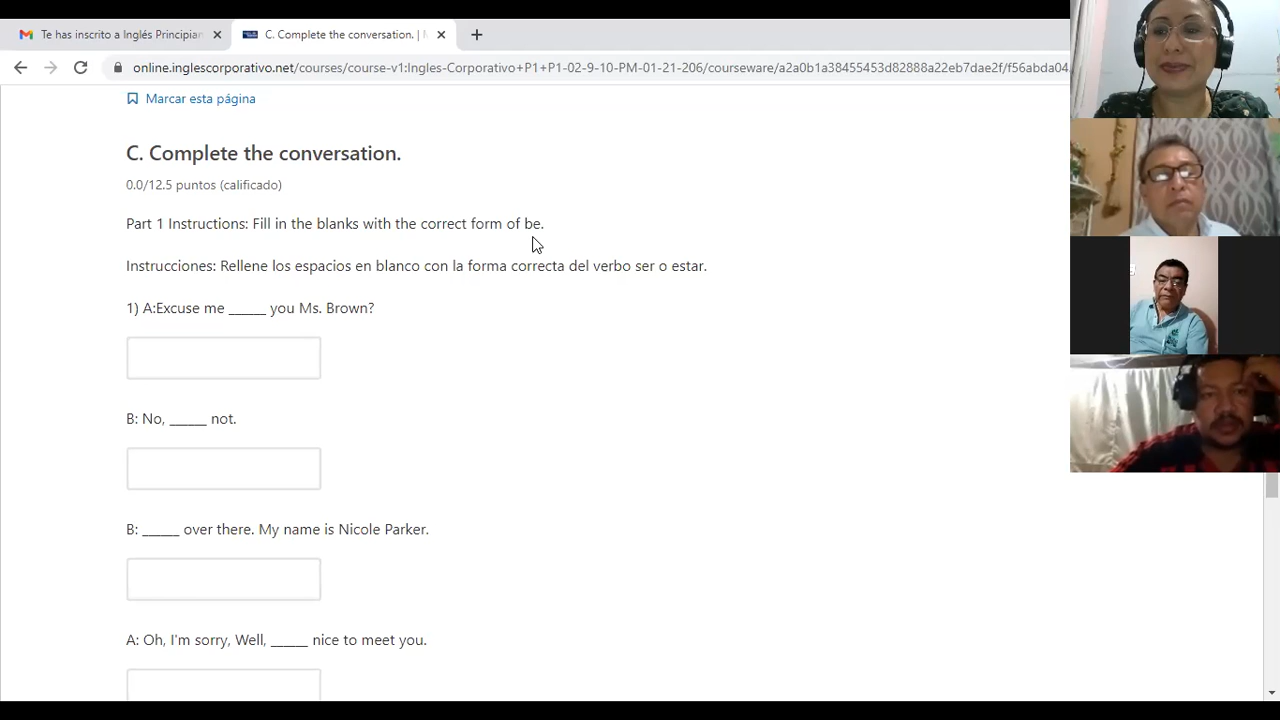 Te has inscrito a Inglés Principian
C. Complete the conversation. |
online.inglescorporativo.net/courses/course-v1:Ingles-Corporativo+P1+P1-02-9-10-PM-01-21-206/courseware/a2a0b1a38455453d82888a22eb7dae2f/f56abda04
Marcar esta página
C. Complete the conversation.
0.0/12.5 puntos (calificado)
Part 1 Instructions: Fill in the blanks with the correct form of be.
Instrucciones: Rellene los espacios en blanco con la forma correcta del verbo ser o estar.
1) A:Excuse me ______ you Ms. Brown?
B: No, ______ not.
B: ______ over there. My name is Nicole Parker.
A: Oh, I'm sorry, Well, ______ nice to meet you.